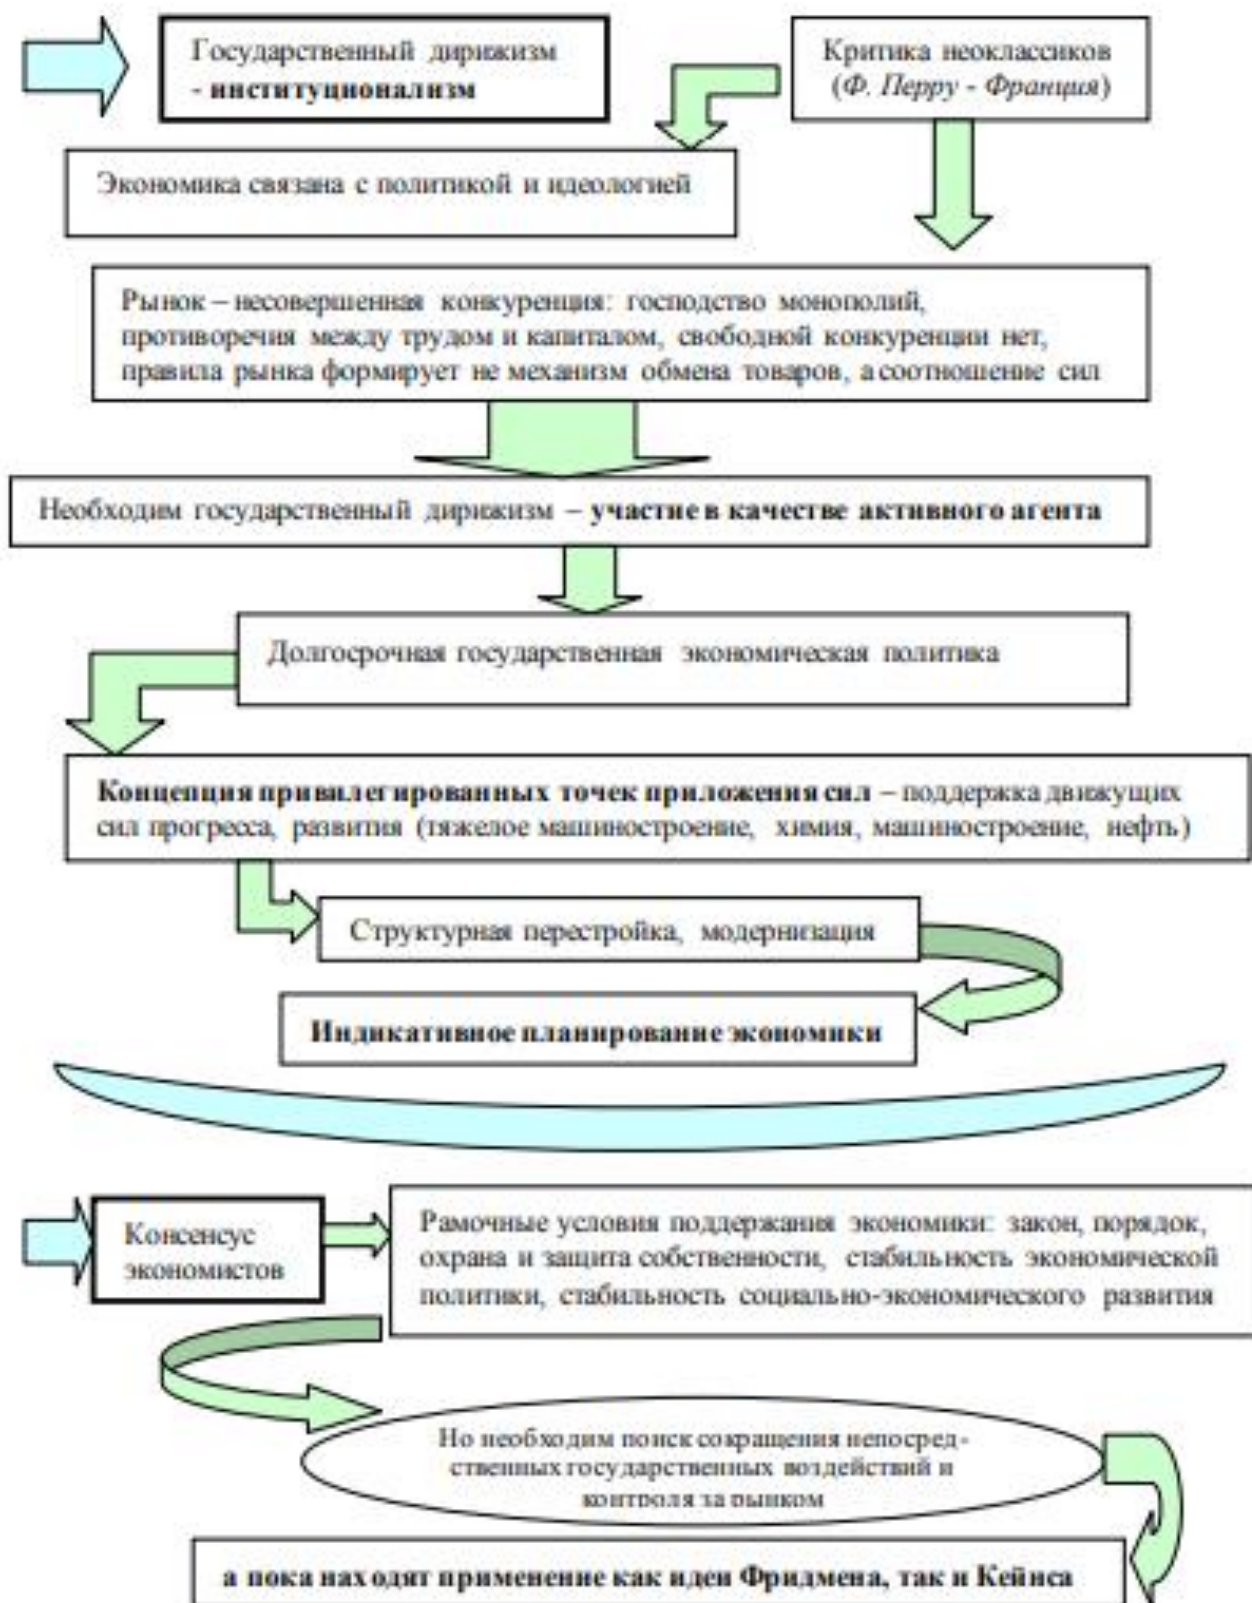 Государственный дирижизм
- институционализм
Критика неоклассиков
(Ф. Перру - Франция)
Экономика связана с политикой и идеологией
Рынок – несовершенная конкуренция: господство монополий,
противоречия между трудом и капиталом, свободной конкуренции нет,
правила рынка формирует не механизм обмена товаров, а соотношение сил
Необходим государственный дирижизм – участие в качестве активного агента
Долгосрочная государственная экономическая политика
Концепция привилегированных точек приложения сил – поддержка движущих
сил прогресса, развития (тяжелое машиностроение, химия, машиностроение, нефть)
Структурная перестройка, модернизация
Индикативное планирование экономики
Консенсус
экономистов
Рамочные условия поддержания экономики: закон, порядок,
охрана и защита собственности, стабильность экономической
политики, стабильность социально-экономического развития
Но необходим поиск сокращения непосред-
ственных государственных воздействий и
контроля за рынком
а пока находят применение как идеи Фридмена, так и Кейнса